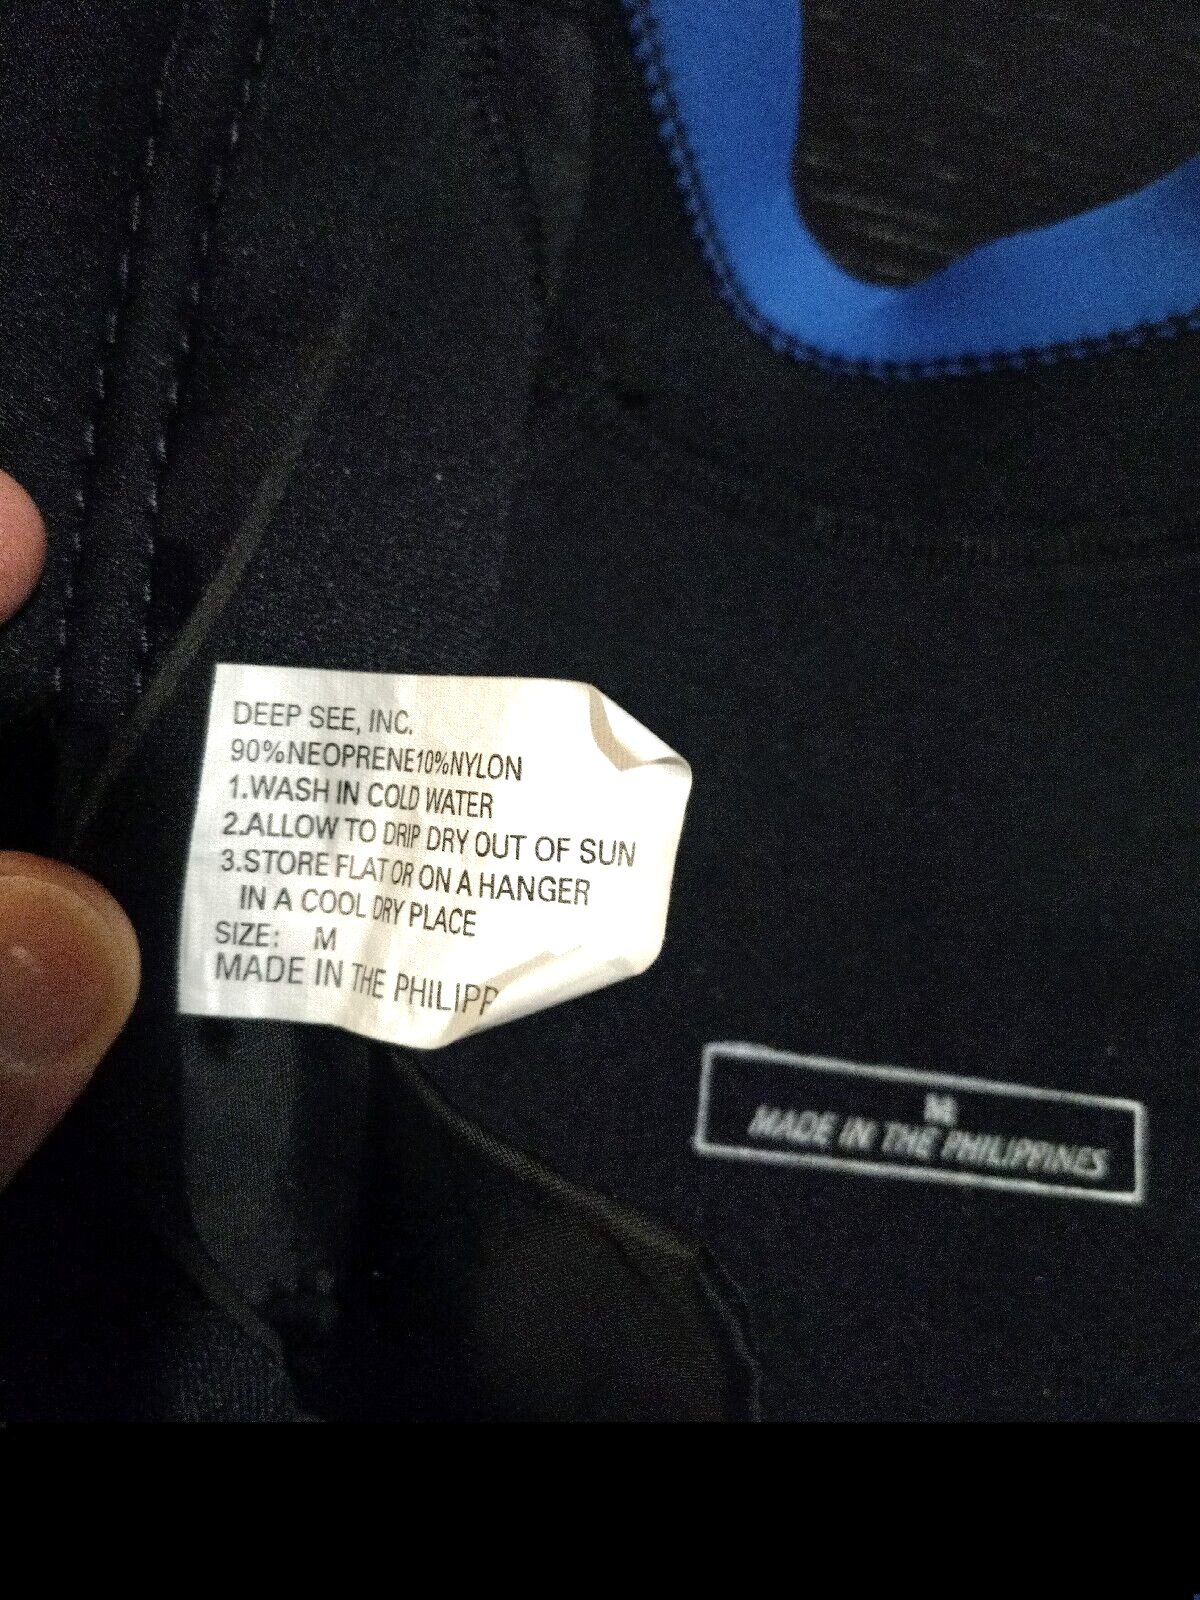 DEEP SEE, INC.
90%NEOPRENE10%NYLON
1.WASH IN COLD WATER
2.ALLOW TO DRIP DRY OUT OF SUN
3.STORE FLAT OR ON A HANGER
IN A COOL DRY PLACE
SIZE: M
MADE IN THE PHILIPP
M
MADE IN THE PHILIPPINES